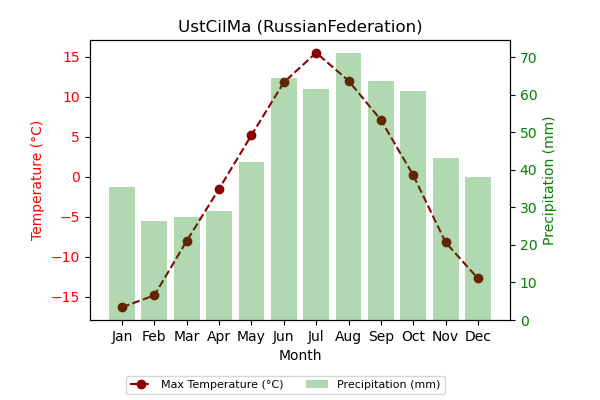 UstCilMa (RussianFederation)
Temperature (°C)
15
10
5
0
−5
−10
−15
70
60
50
40
30
20
10
0
Precipitation (mm)
Jan Feb Mar Apr May Jun Jul Aug Sep Oct Nov Dec
Month
Max Temperature (°C) Precipitation (mm)